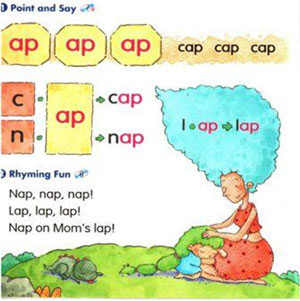 Point and Say
ap ap ap cap cap cap
c ap cap
n nap
l ap lap
Rhyming Fun
Nap, nap, nap!
Lap, lap, lap!
Nap on Mom's lap!